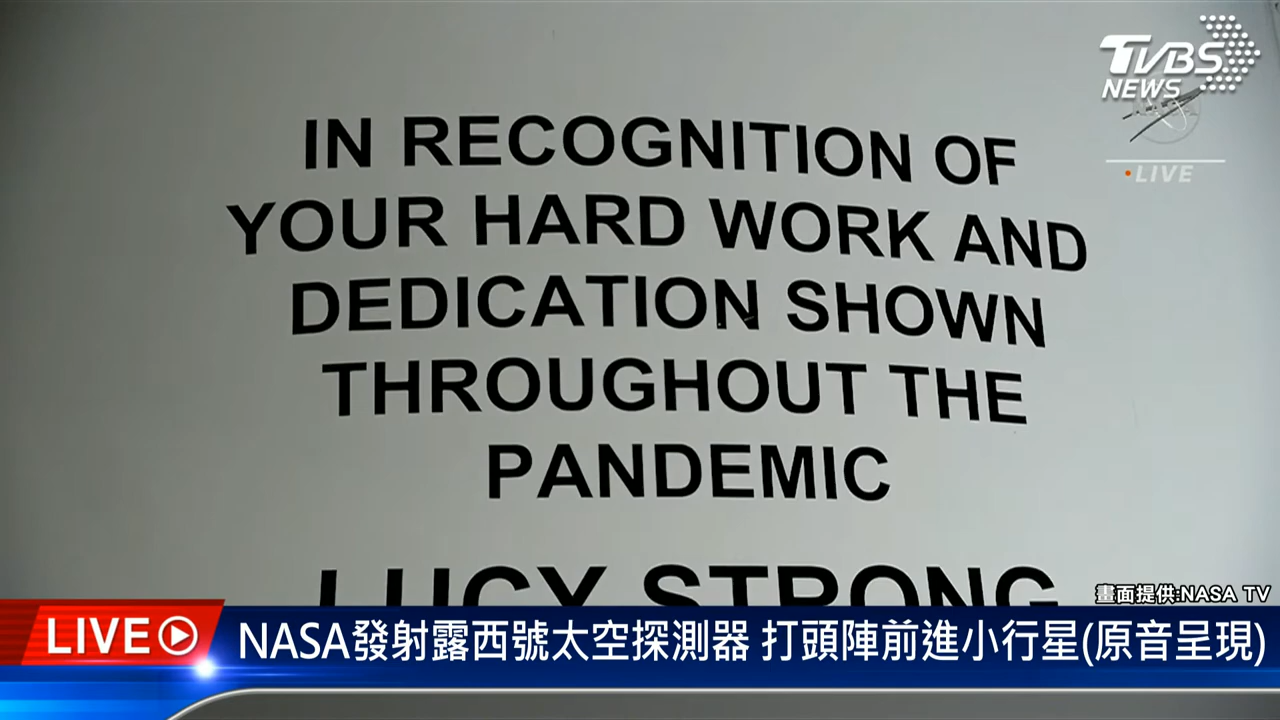 TVBS
NEWS
LIVE
IN RECOGNITION OF
YOUR HARD WORK AND
DEDICATION SHOWN
THROUGHOUT THE
PANDEMIC
LUCY STRONG
畫面提供:NASA TV
LIVE
NASA發射露西號太空探測器 打頭陣前進小行星(原音呈現)